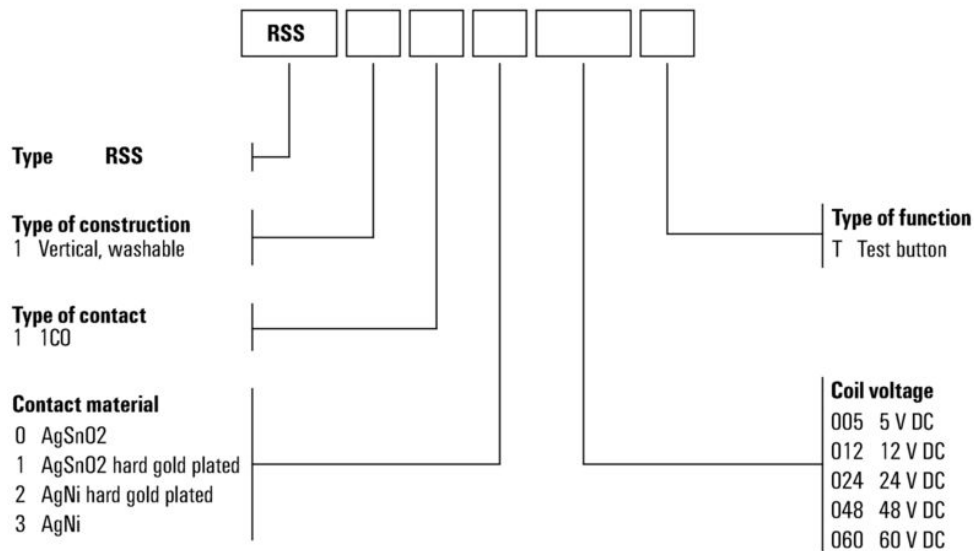 RSS
Type RSS
Type of construction
1 Vertical, washable
Type of contact
1 1CO
Contact material
0 AgSnO2
1 AgSnO2 hard gold plated
2 AgNi hard gold plated
3 AgNi
Type of function
T Test button
Coil voltage
005 5 V DC
012 12 V DC
024 24 V DC
048 48 V DC
060 60 V DC